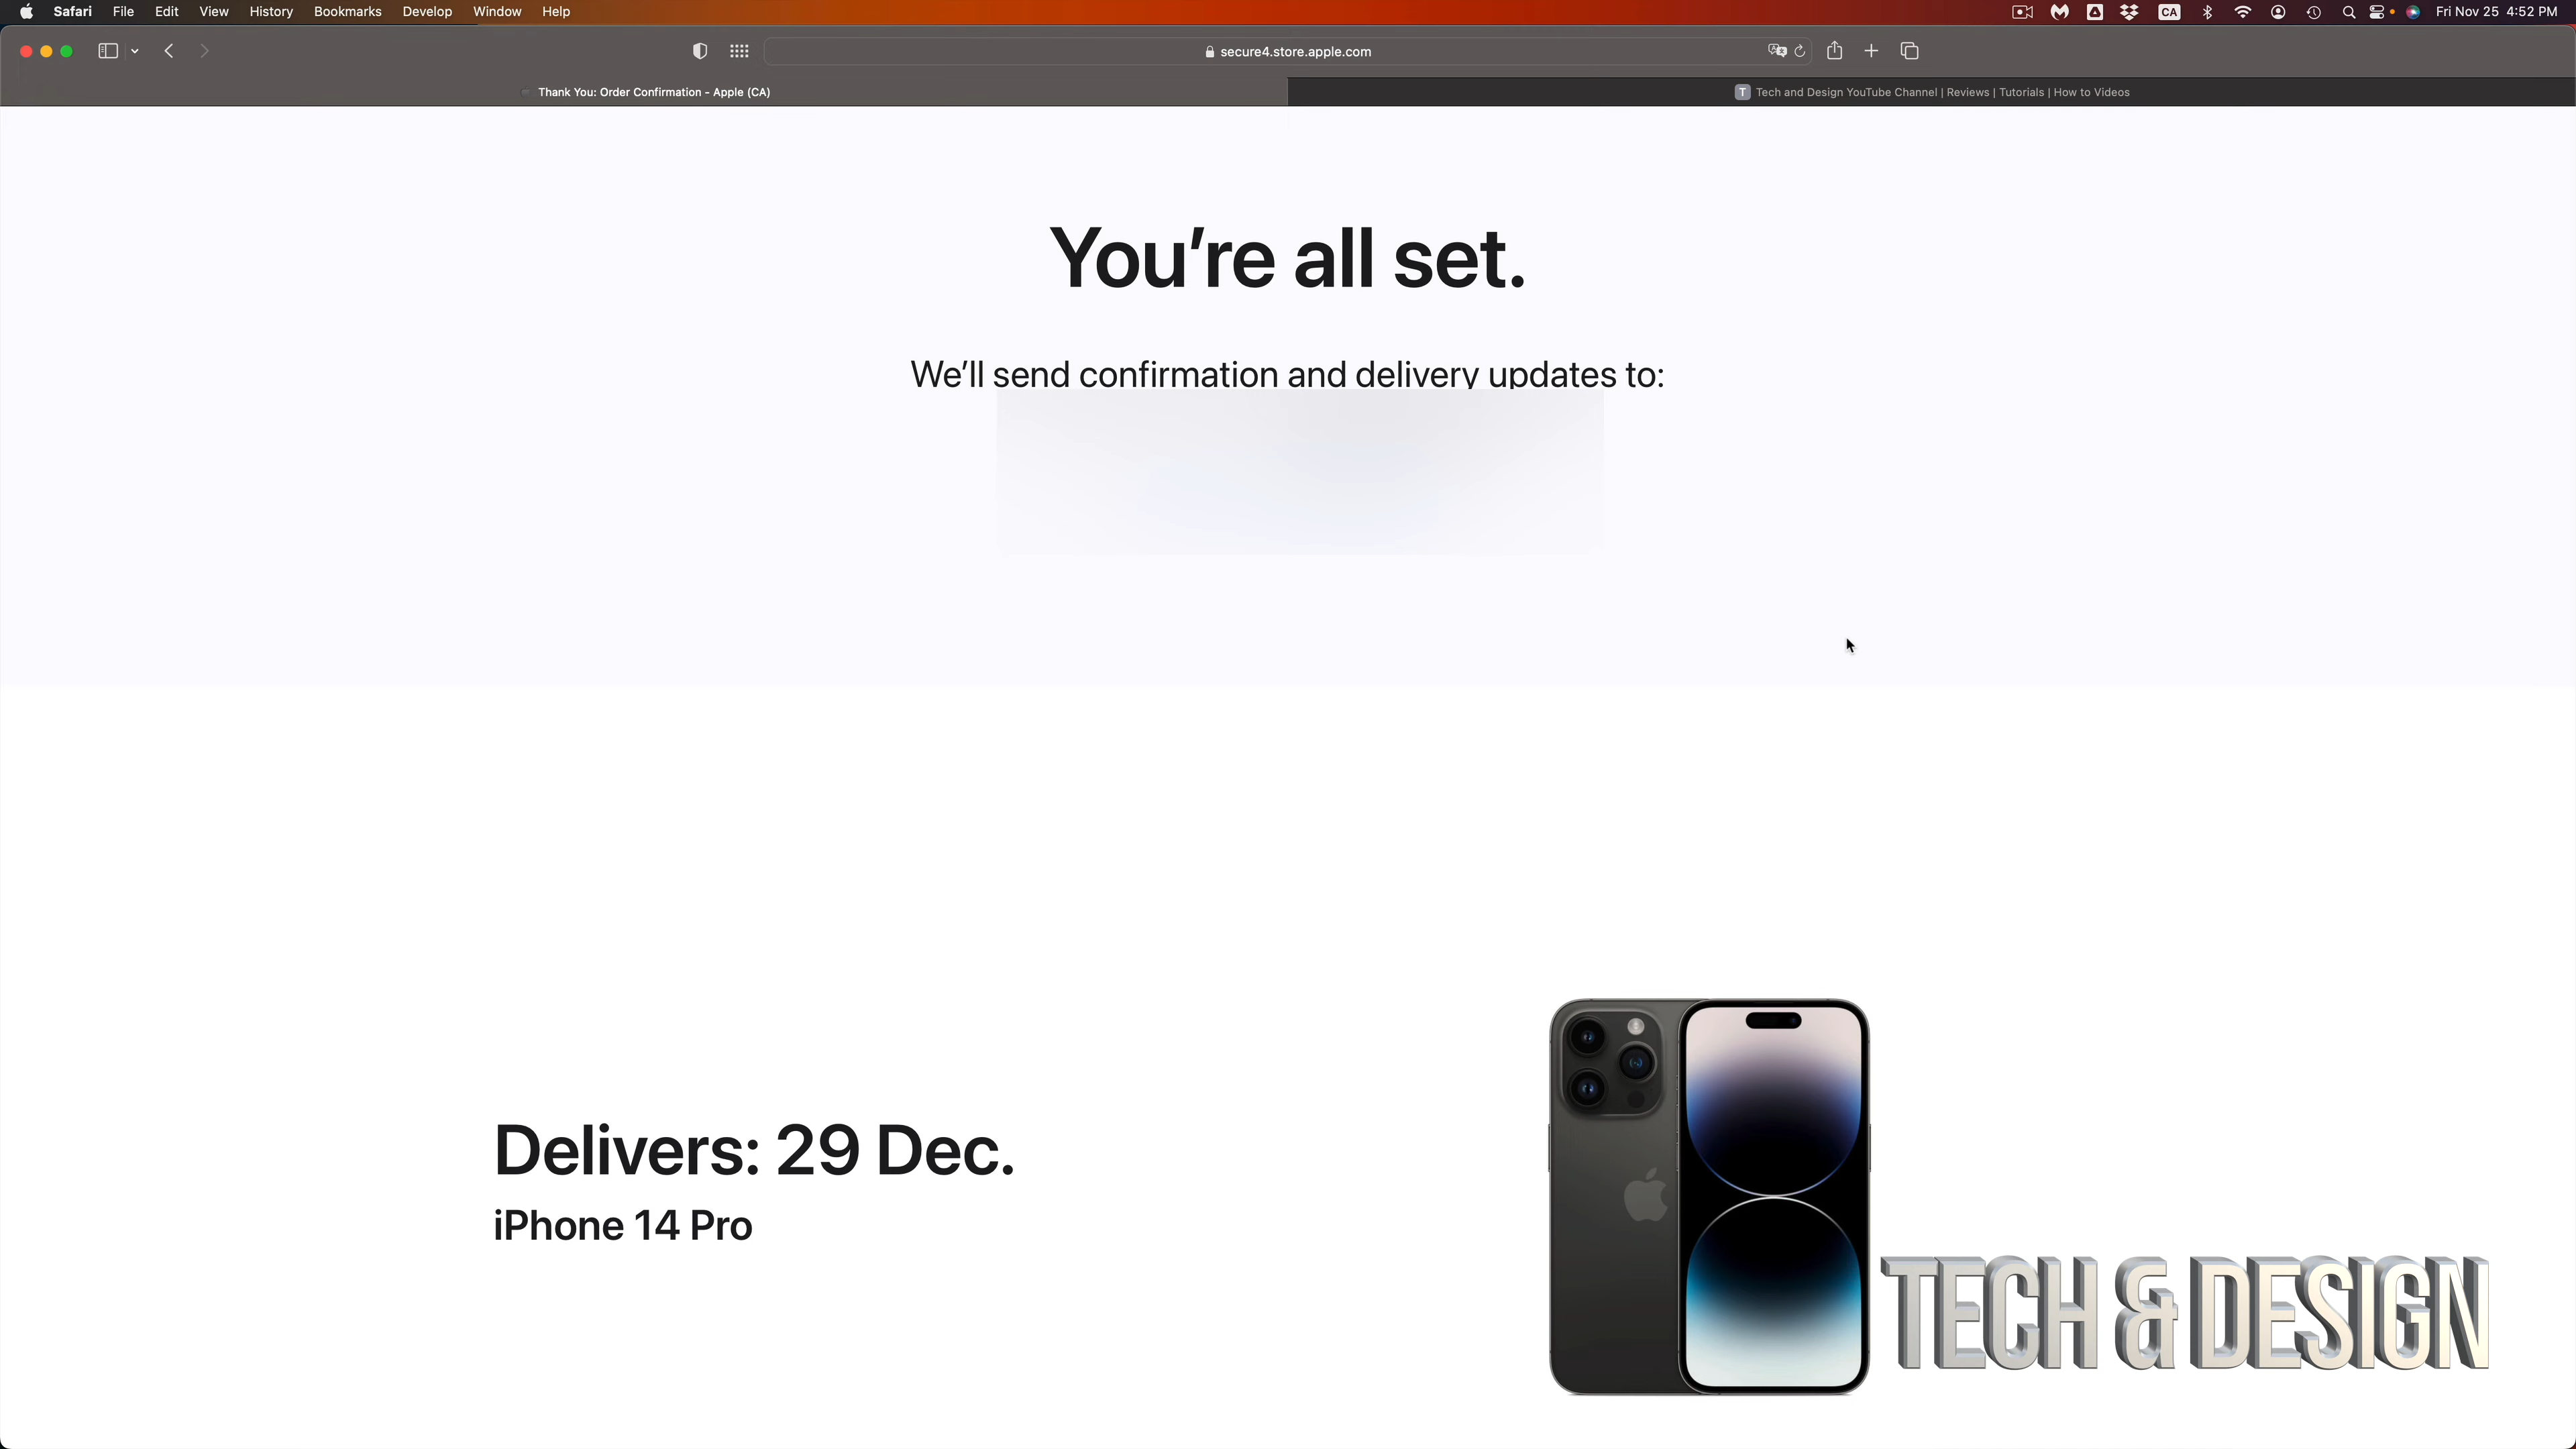 Safari File Edit View History Bookmarks Develop Window Help
CA
Fri Nov 25 4:52 PM
secure4.store.apple.com
Thank You: Order Confirmation - Apple (CA)
T Tech and Design YouTube Channel | Reviews | Tutorials | How to Videos
You're all set.
We'll send confirmation and delivery updates to:
Delivers: 29 Dec.
iPhone 14 Pro
TECH & DESIGN